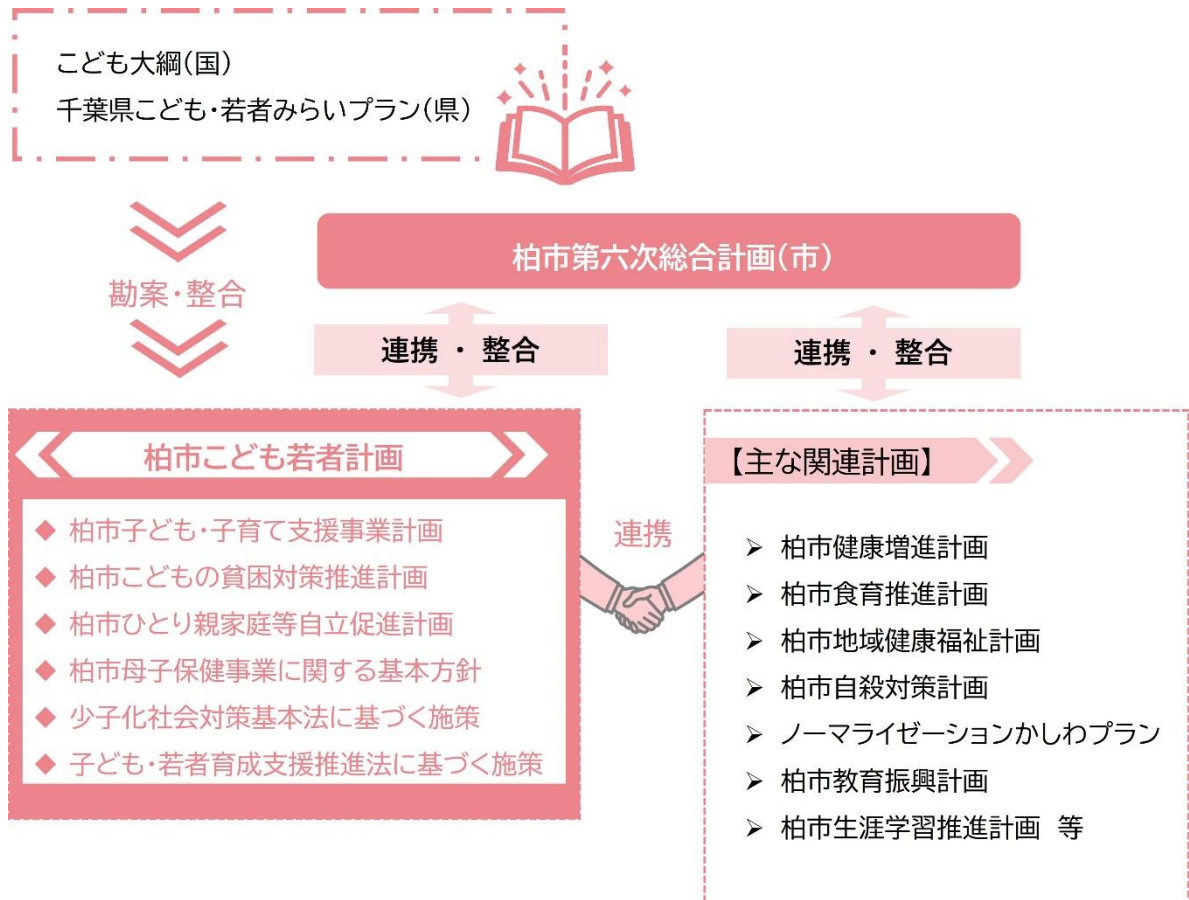 こども大綱(国)
千葉県こども・若者みらいプラン(県)
柏市第六次総合計画(市)
勘案・整合
連携 ・ 整合
連携 ・ 整合
柏市こども若者計画
◆ 柏市子ども・子育て支援事業計画
◆ 柏市こどもの貧困対策推進計画
◆ 柏市ひとり親家庭等自立促進計画
◆ 柏市母子保健事業に関する基本方針
◆ 少子化社会対策基本法に基づく施策
◆ 子ども・若者育成支援推進法に基づく施策
連携
【主な関連計画】
➢ 柏市健康増進計画
➢ 柏市食育推進計画
➢ 柏市地域健康福祉計画
➢ 柏市自殺対策計画
➢ ノーマライゼーションかしわプラン
➢ 柏市教育振興計画
➢ 柏市生涯学習推進計画 等